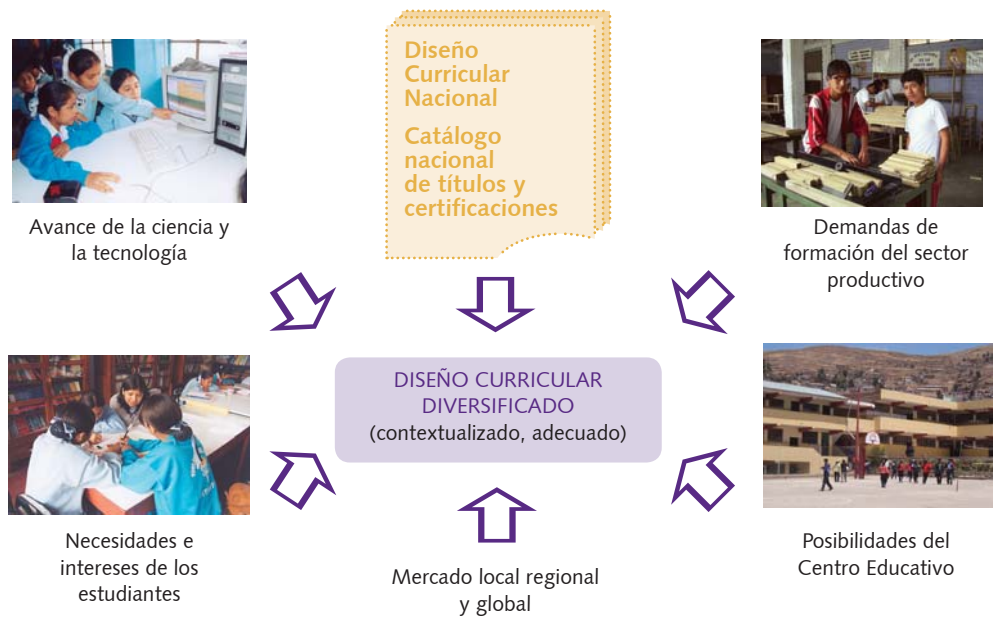 Diseño
Curricular
Nacional
Catálogo
nacional
de títulos y
certificaciones
Avance de la ciencia y
la tecnología
Demandas de
formación del sector
productivo
DISEÑO CURRICULAR
DIVERSIFICADO
(contextualizado, adecuado)
Necesidades e
intereses de los
estudiantes
Mercado local regional
y global
Posibilidades del
Centro Educativo